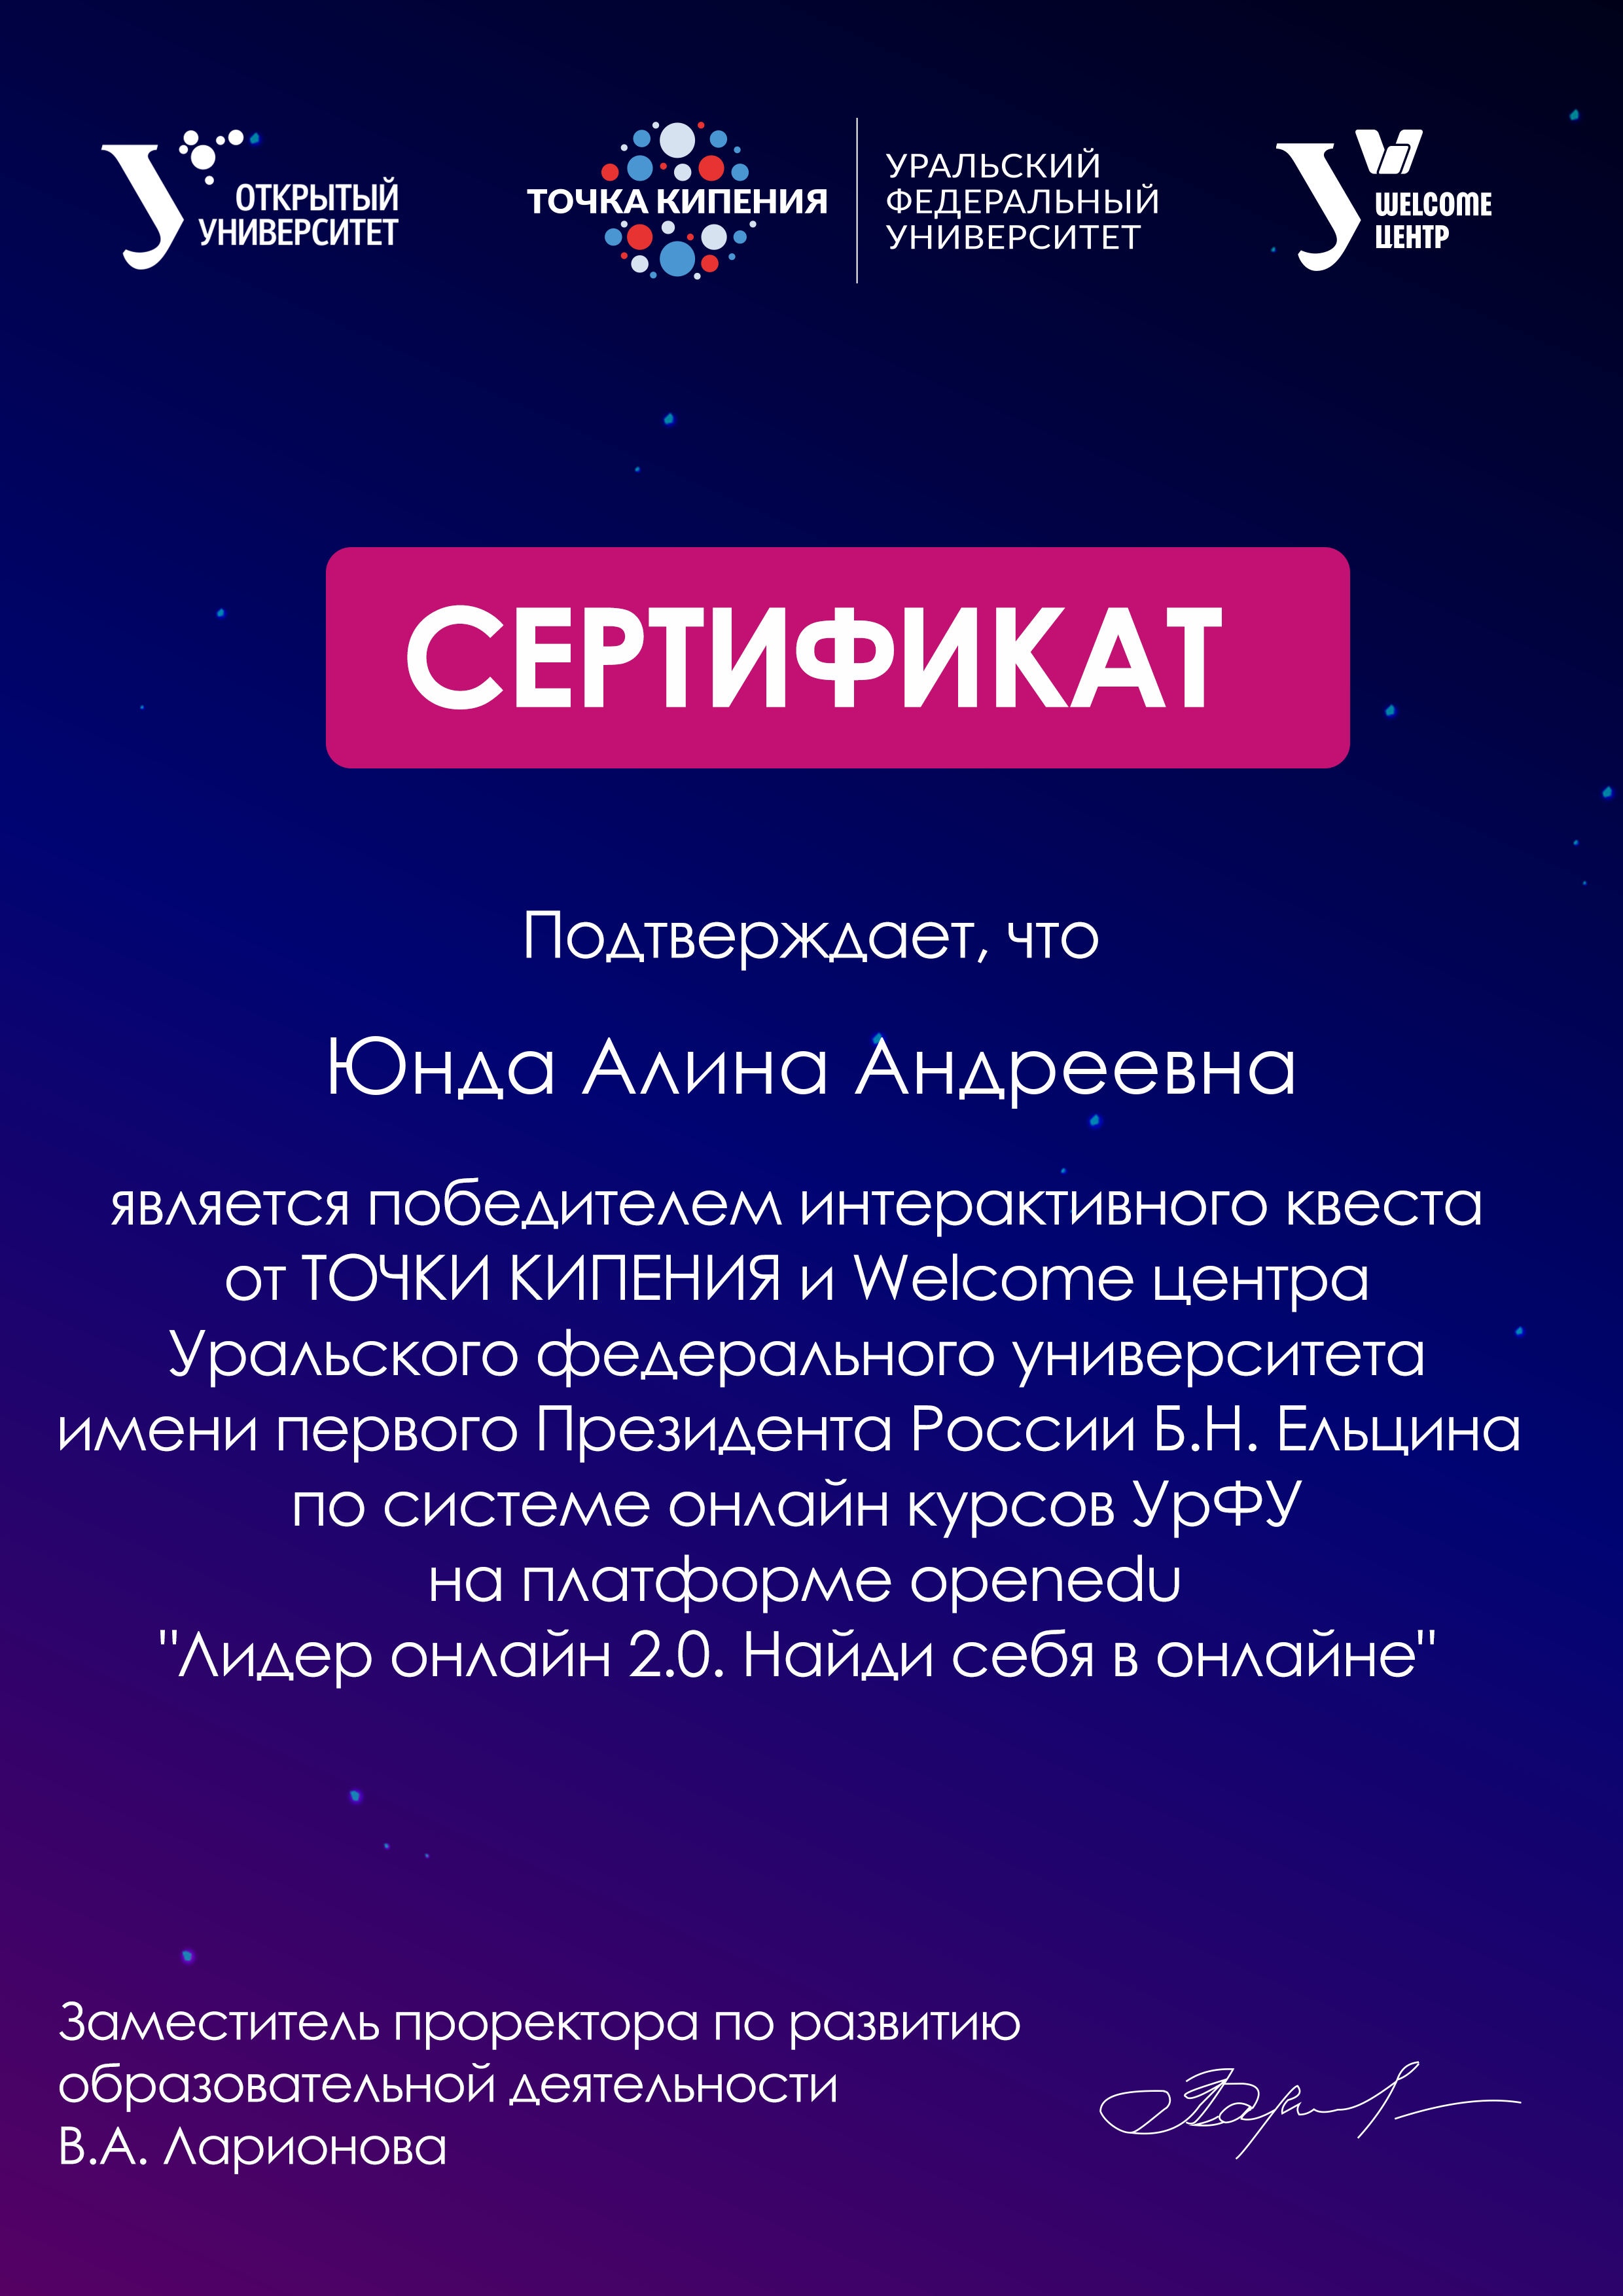 ОТКРЫТЫЙ
УНИВЕРСИТЕТ
ТОЧКА КИПЕНИЯ
УРАЛЬСКИЙ
ФЕДЕРАЛЬНЫЙ
УНИВЕРСИТЕТ
WELCOME
ЦЕНТР
СЕРТИФИКАТ
Подтверждает, что
Юнда Алина Андреевна
является победителем интерактивного квеста
от ТОЧКИ КИПЕНИЯ и Welcome центра
Уральского федерального университета
имени первого Президента России Б.Н. Ельцина
по системе онлайн курсов УрФУ
на платформе openedu
"Лидер онлайн 2.0. Найди себя в онлайне"
Заместитель проректора по развитию
образовательной деятельности
В.А. Ларионова